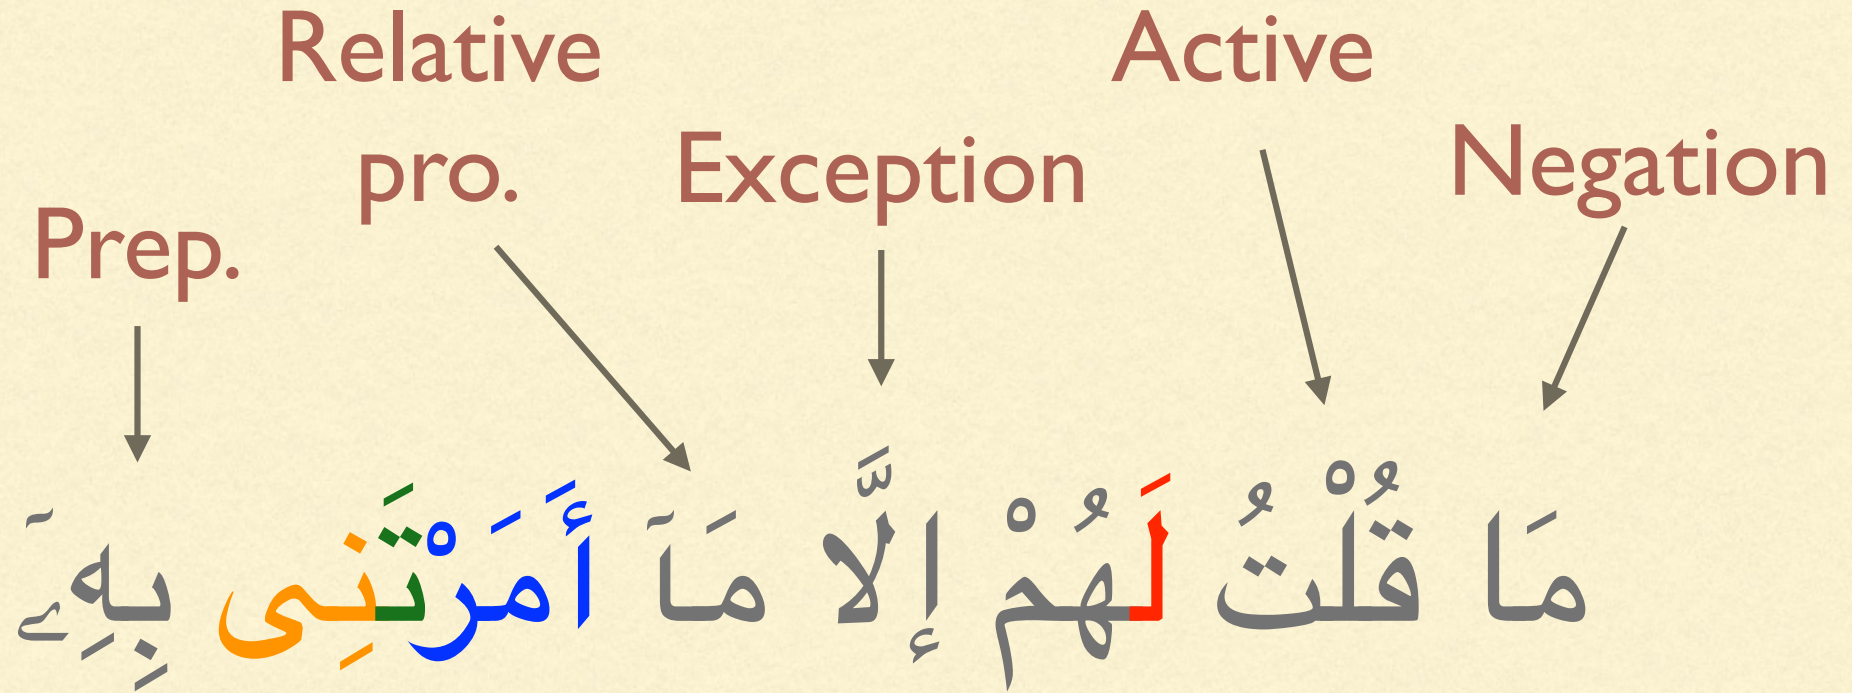 Relative
pro.
Active
Exception
Negation
Prep.
مَا قُلْتُ لَهُمْ إِلَّا مَآ أَمَرْتَنِى بِهِۦٓ